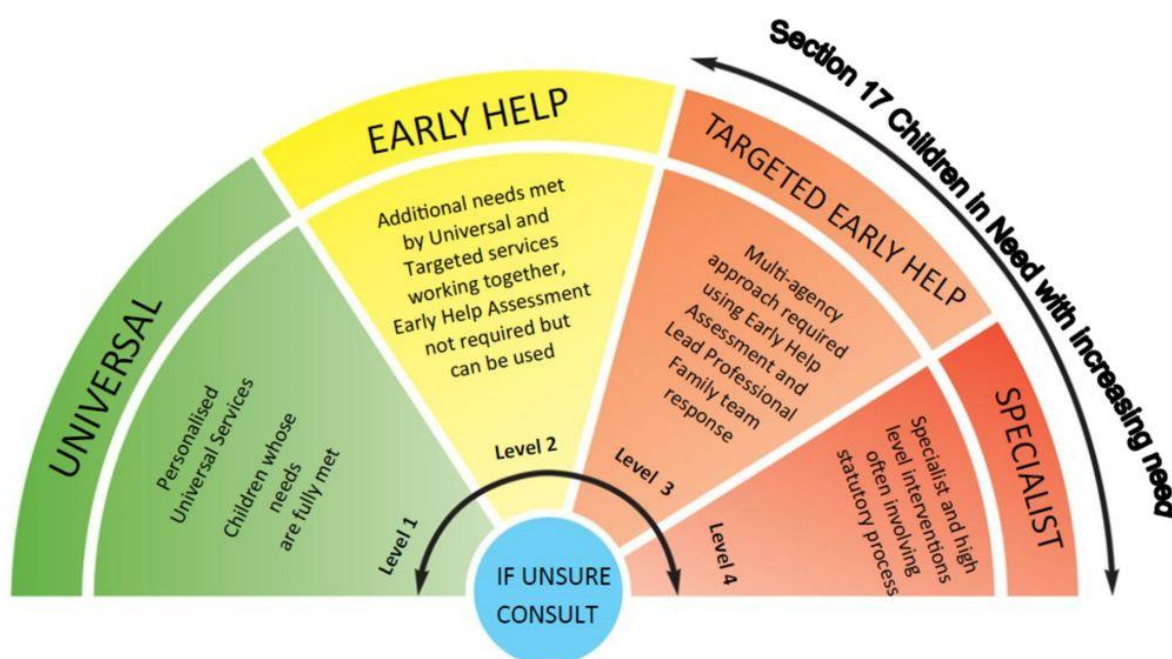 UNIVERSAL
Personalised
Universal Services
Children whose
needs
are fully met
Level 1
EARLY HELP
Additional needs met
by Universal and
Targeted services
working together,
Early Help Assessment
not required but
can be used
Level 2
TARGETED EARLY HELP
Multi-agency
approach required
using Early Help
Assessment and
Lead Professional
Family team
response
Level 3
SPECIALIST
Specialist and high
level interventions
often involving
statutory process
Level 4
Section 17 Children in Need with increasing need
IF UNSURE
CONSULT